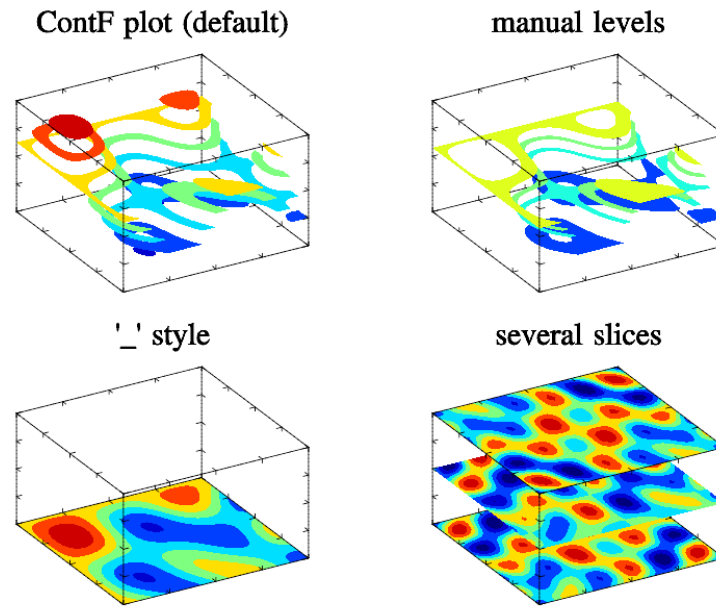 ContF plot (default)
manual levels
'_' style
several slices